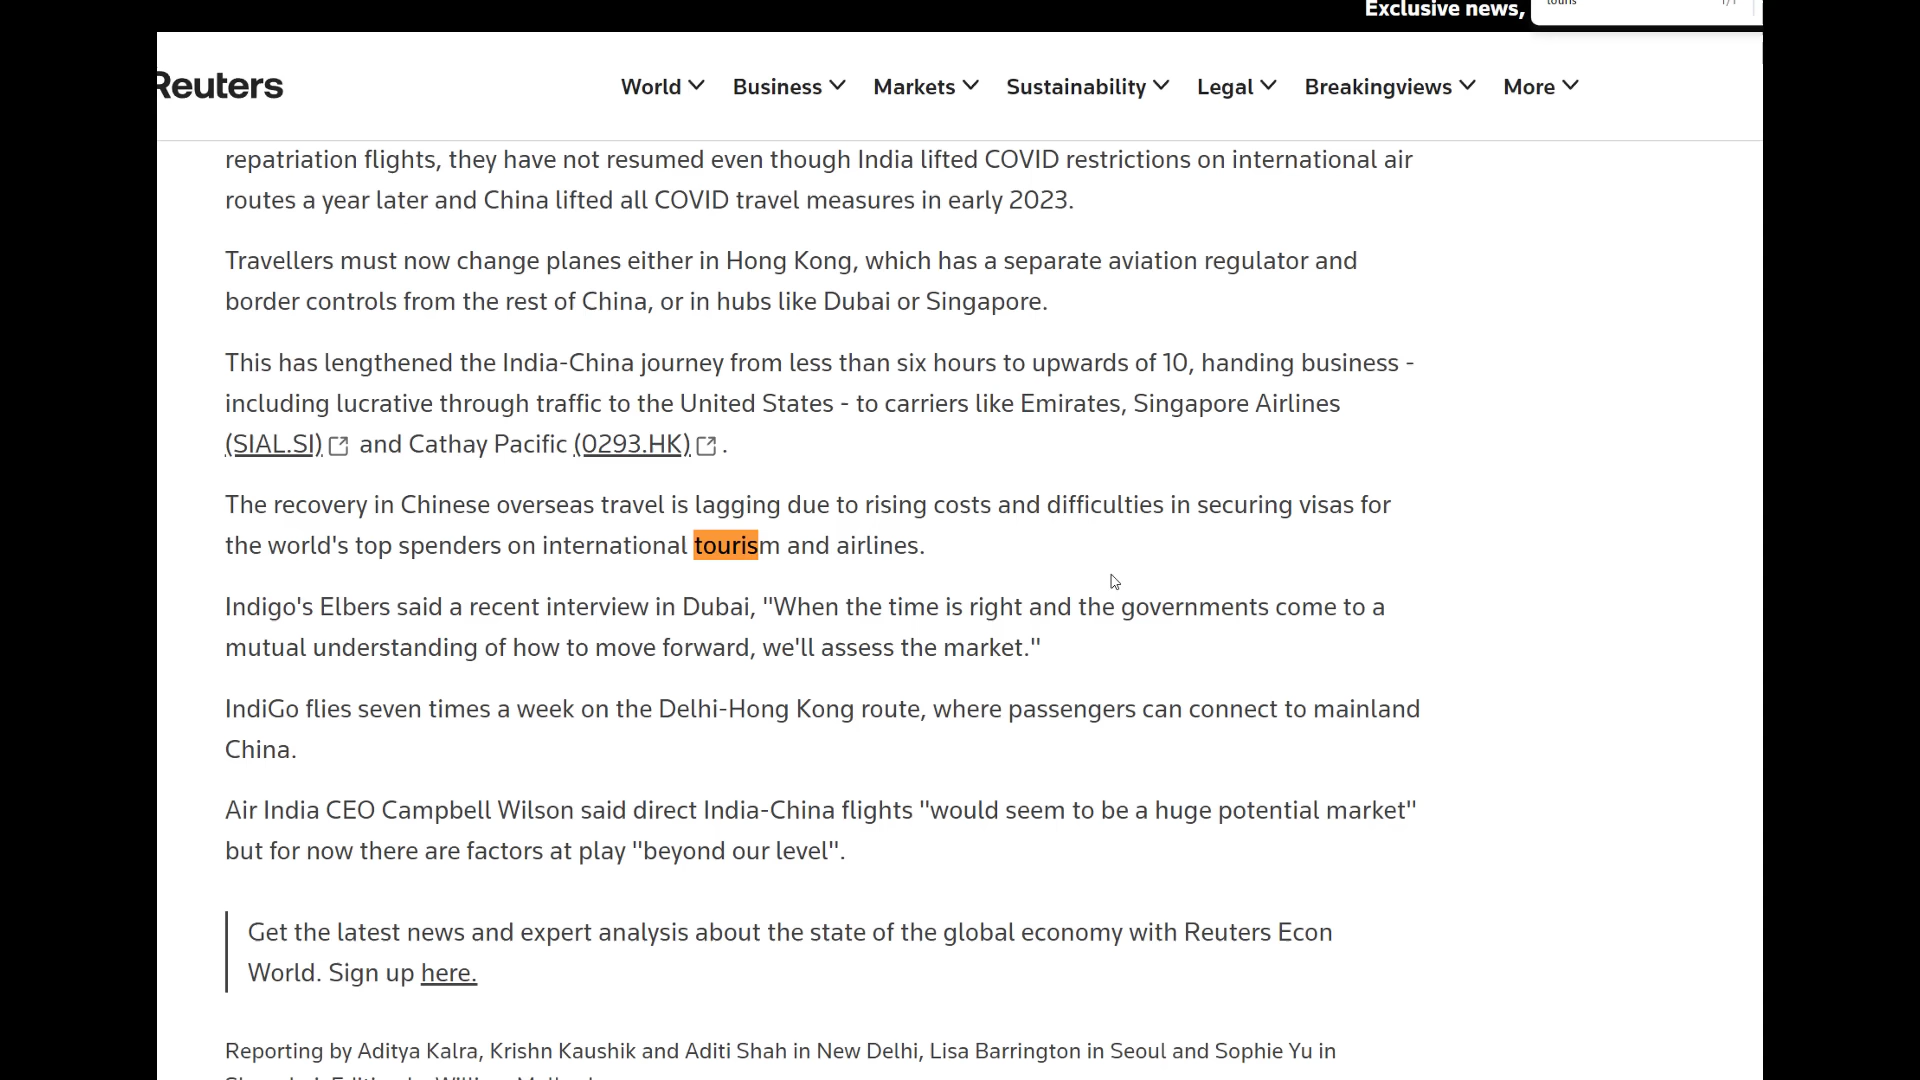 Exclusive news,
touris 1/1
Reuters
World Business Markets Sustainability Legal Breakingviews More
repatriation flights, they have not resumed even though India lifted COVID restrictions on international air
routes a year later and China lifted all COVID travel measures in early 2023.
Travellers must now change planes either in Hong Kong, which has a separate aviation regulator and
border controls from the rest of China, or in hubs like Dubai or Singapore.
This has lengthened the India-China journey from less than six hours to upwards of 10, handing business -
including lucrative through traffic to the United States - to carriers like Emirates, Singapore Airlines
(SIAL.SI) and Cathay Pacific (0293.HK) .
The recovery in Chinese overseas travel is lagging due to rising costs and difficulties in securing visas for
the world's top spenders on international tourism and airlines.
Indigo's Elbers said a recent interview in Dubai, "When the time is right and the governments come to a
mutual understanding of how to move forward, we'll assess the market."
IndiGo flies seven times a week on the Delhi-Hong Kong route, where passengers can connect to mainland
China.
Air India CEO Campbell Wilson said direct India-China flights "would seem to be a huge potential market"
but for now there are factors at play "beyond our level".
Get the latest news and expert analysis about the state of the global economy with Reuters Econ
World. Sign up here.
Reporting by Aditya Kalra, Krishn Kaushik and Aditi Shah in New Delhi, Lisa Barrington in Seoul and Sophie Yu in